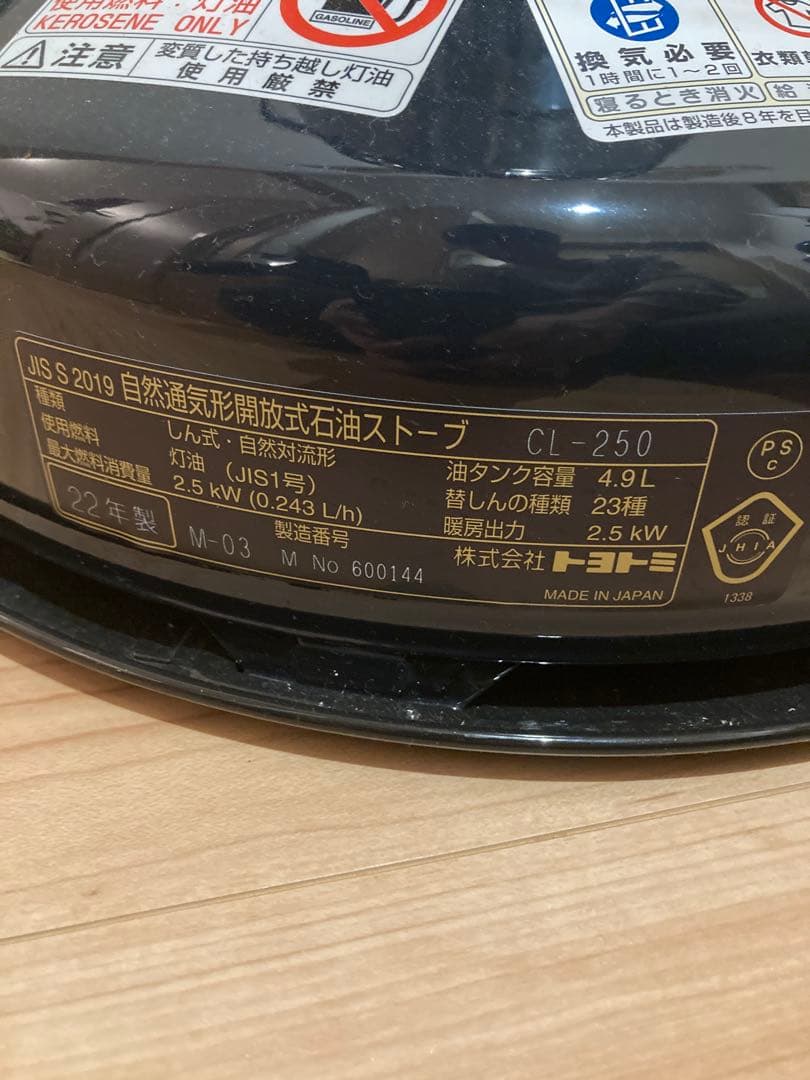 使用燃料：灯油
KEROSENE ONLY
GASOLINE
注意
変質した持ち越し灯油
使用厳禁
換気必要
1時間に1～2回
衣類
寝るとき消火
給
本製品は製造後8年を目
JIS S 2019 自然通気形開放式石油ストーブ CL-250
種類 しん式・自然対流形
使用燃料 灯油 (JIS1号)
最大燃料消費量 2.5 kW (0.243 L/h)
油タンク容量 4.9 L
替しんの種類 23種
暖房出力 2.5 kW
22年製
M-03
製造番号
M No 600144
株式会社 トヨトミ
MADE IN JAPAN
PS
C
認証
JHIA
1338